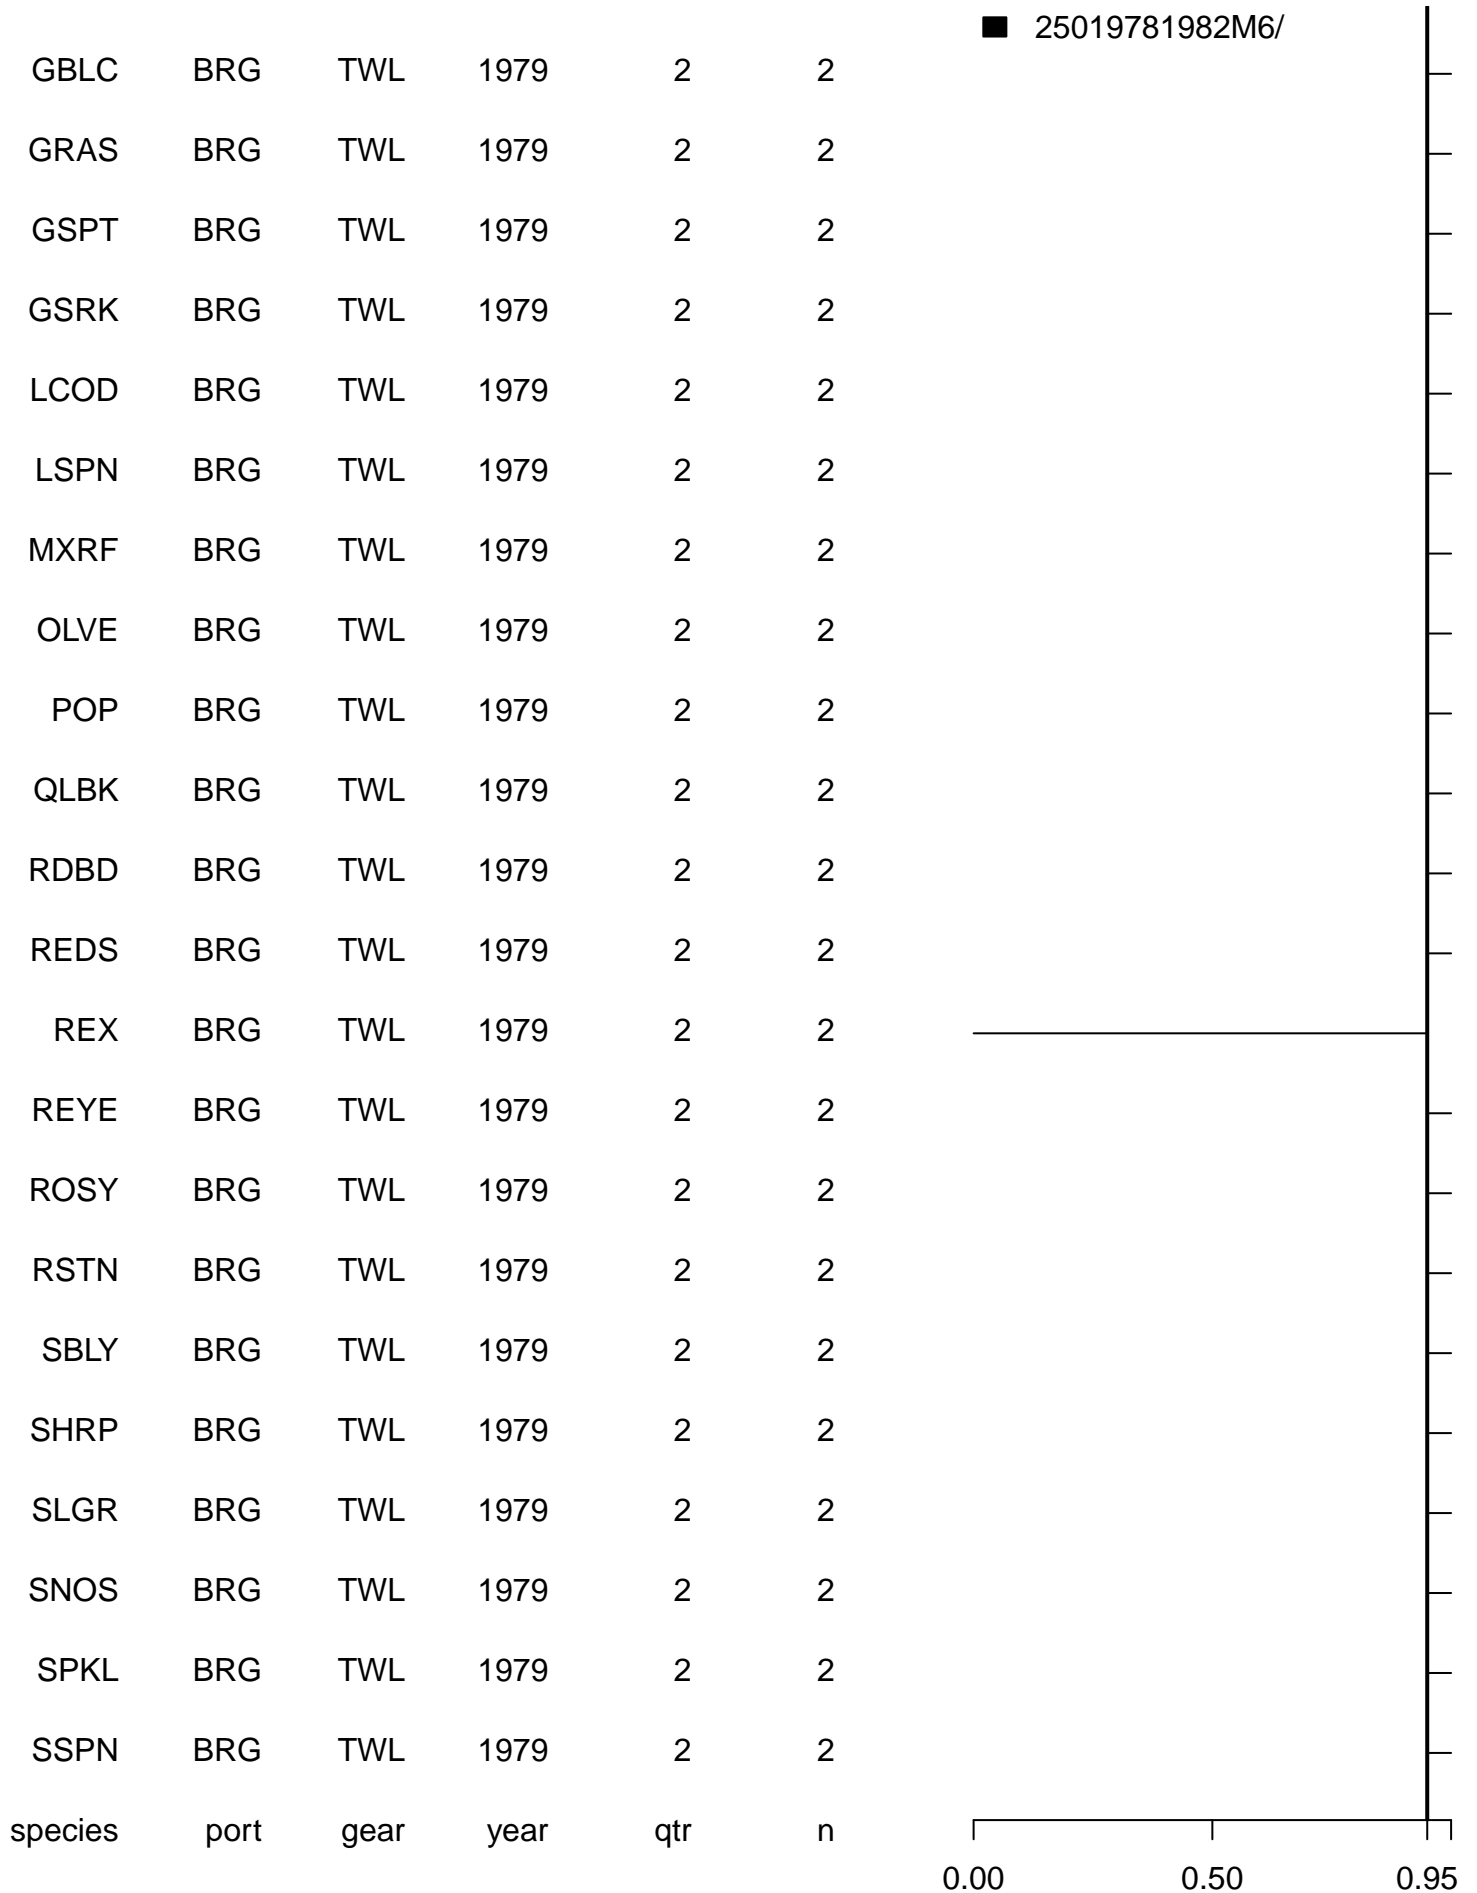 25019781982M6/
GBLC BRG TWL 1979 2 2
GRAS BRG TWL 1979 2 2
GSPT BRG TWL 1979 2 2
GSRK BRG TWL 1979 2 2
LCOD BRG TWL 1979 2 2
LSPN BRG TWL 1979 2 2
MXRF BRG TWL 1979 2 2
OLVE BRG TWL 1979 2 2
POP BRG TWL 1979 2 2
QLBK BRG TWL 1979 2 2
RDBD BRG TWL 1979 2 2
REDS BRG TWL 1979 2 2
REX BRG TWL 1979 2 2
REYE BRG TWL 1979 2 2
ROSY BRG TWL 1979 2 2
RSTN BRG TWL 1979 2 2
SBLY BRG TWL 1979 2 2
SHRP BRG TWL 1979 2 2
SLGR BRG TWL 1979 2 2
SNOS BRG TWL 1979 2 2
SPKL BRG TWL 1979 2 2
SSPN BRG TWL 1979 2 2
species port gear year qtr n
0.00 0.50 0.95